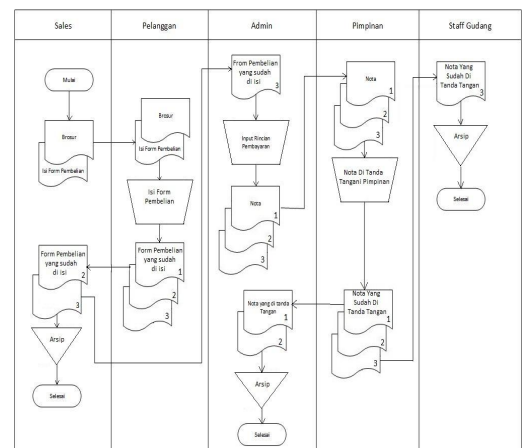 Sales
Pelanggan
Admin
Pimpinan
Staff Gudang
Mulai
Brosur
Isi Form Pembelian
Form Pembelian
yang sudah
di isi
2
3
Arsip
Selesai
Brosur
Isi Form Pembelian
Isi Form
Pembelian
Form Pembelian
yang sudah
di isi
1
2
3
From Pembelian
yang sudah
di isi
3
Input Rincian
Pembayaran
Nota
1
2
3
Nota yang di tanda
Tangan
1
2
Arsip
Selesai
Nota
1
2
3
Nota Di Tanda
Tangani Pimpinan
Nota Yang
Sudah Di
Tanda Tangan
1
2
3
Nota Yang
Sudah Di
Tanda Tangan
3
Arsip
Selesai